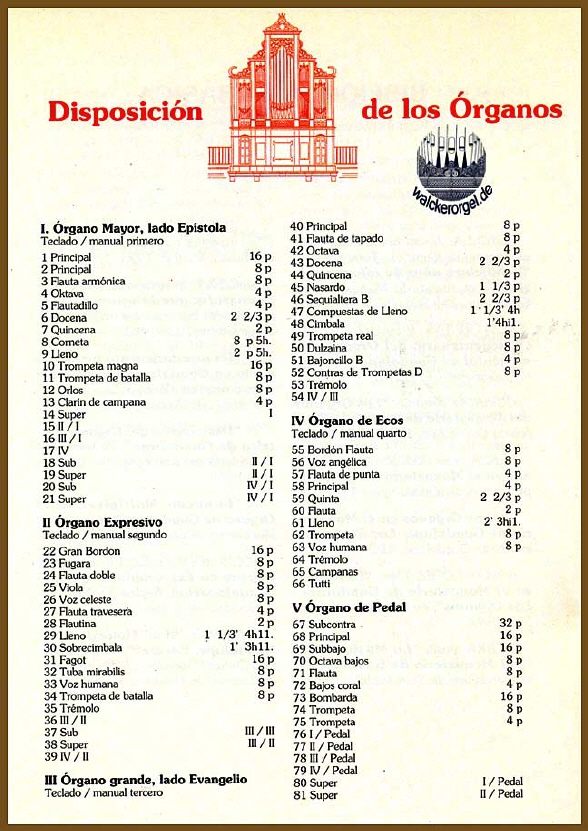 Disposición de los Órganos
walckerorgel.de
I. Órgano Mayor, lado Epistola
Teclado / manual primero
1 Principal 16 p
2 Principal 8 p
3 Flauta armónica 8 p
4 Oktava 4 p
5 Flautadillo 4 p
6 Docena 2 2/3 p
7 Quincena 2 p
8 Corneta 8 p 5h.
9 Lleno 2 p 5h.
10 Trompeta magna 16 p
11 Trompeta de batalla 8 p
12 Orlos 8 p
13 Clarin de campana 4 p
14 Super I
15 II / I
16 III / I
17 IV
18 Sub II / I
19 Super II / I
20 Sub IV / I
21 Super IV / I
II Órgano Expresivo
Teclado / manual segundo
22 Gran Bordon 16 p
23 Fugara 8 p
24 Flauta doble 8 p
25 Viola 8 p
26 Voz celeste 8 p
27 Flauta travesera 4 p
28 Flautina 2 p
29 Lleno 1 1/3' 4h11.
30 Sobrecimbala 1' 3h11.
31 Fagot 16 p
32 Tuba mirabilis 8 p
33 Voz humana 8 p
34 Trompeta de batalla 8 p
35 Trémolo
36 III / II
37 Sub III / III
38 Super III / II
39 IV / II
III Órgano grande, lado Evangelio
Teclado / manual tercero
40 Principal 8 p
41 Flauta de tapado 8 p
42 Octava 4 p
43 Docena 2 2/3 p
44 Quincena 2 p
45 Nasardo 1 1/3 p
46 Sequialtera B 2 2/3 p
47 Compuestas de Lleno 1' 1/3' 4h
48 Cimbala 1'4hi1.
49 Trompeta real 8 p
50 Dulzaina 8 p
51 Bajoncillo B 4 p
52 Contras de Trompetas D 8 p
53 Trémolo
54 IV / III
IV Órgano de Ecos
Teclado / manual quarto
55 Bordón Flauta 8 p
56 Voz angélica 8 p
57 Flauta de punta 4 p
58 Principal 4 p
59 Quinta 2 2/3 p
60 Flauta 2 p
61 Lleno 2' 3hi1.
62 Trompeta 8 p
63 Voz humana 8 p
64 Trémolo
65 Campanas
66 Tutti
V Órgano de Pedal
67 Subcontra 32 p
68 Principal 16 p
69 Subbajo 16 p
70 Octava bajos 8 p
71 Flauta 8 p
72 Bajos coral 4 p
73 Bombarda 16 p
74 Trompeta 8 p
75 Trompeta 4 p
76 I / Pedal
77 II / Pedal
78 III / Pedal
79 IV / Pedal
80 Super I / Pedal
81 Super II / Pedal